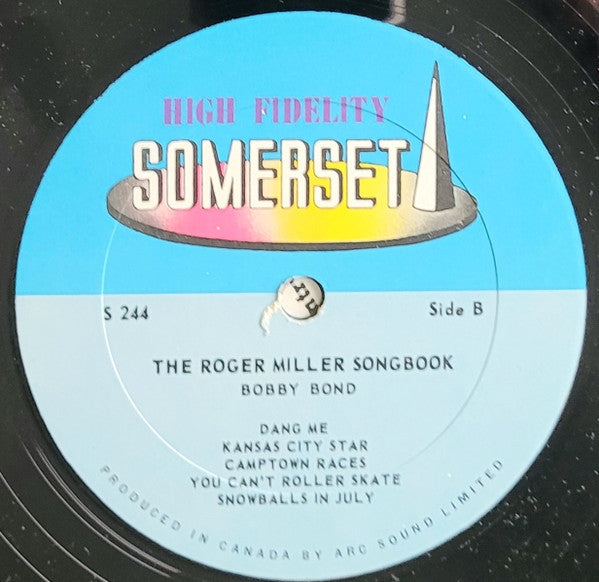 HIGH FIDELITY
SOMERSET
S 244
Side B
THE ROGER MILLER SONGBOOK
BOBBY BOND
DANG ME
KANSAS CITY STAR
CAMPTOWN RACES
YOU CAN'T ROLLER SKATE
SNOWBALLS IN JULY
PRODUCED IN CANADA BY ARC SOUND LIMITED